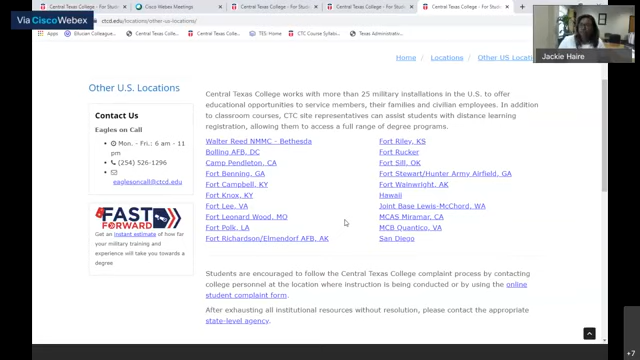 Via Cisco Webex
Central Texas College - For Stud
Cisco Webex Meetings
Central Texas College - For Stud
Central Texas College - For Stud
Central Texas College - For Stud
ctcd.edu/locations/other-us-locations/
Apps
Ellucian Colleague...
Central Texas Colle...
Central Texas Colle...
TES: Home
CTC Course Syllabi...
Texas Administrativ...
Jackie Haire
Home | Locations | Other US Locati
Other U.S. Locations
Contact Us
Eagles on Call
Mon. - Fri.: 6 am - 11
pm
(254) 526-1296
eaglesoncall@ctcd.edu
FAST
FORWARD
Get an instant estimate of how far
your military training and
experience will take you towards a
degree
Central Texas College works with more than 25 military installations in the U.S. to offer
educational opportunities to service members, their families and civilian employees. In addition
to classroom courses, CTC site representatives can assist students with distance learning
registration, allowing them to access a full range of degree programs.
Walter Reed NMMC - Bethesda
Bolling AFB, DC
Camp Pendleton, CA
Fort Benning, GA
Fort Campbell, KY
Fort Knox, KY
Fort Lee, VA
Fort Leonard Wood, MO
Fort Polk, LA
Fort Richardson/Elmendorf AFB, AK
Fort Riley, KS
Fort Rucker
Fort Sill, OK
Fort Stewart/Hunter Army Airfield, GA
Fort Wainwright, AK
Hawaii
Joint Base Lewis-McChord, WA
MCAS Miramar, CA
MCB Quantico, VA
San Diego
Students are encouraged to follow the Central Texas College complaint process by contacting
college personnel at the location where instruction is being conducted or by using the online
student complaint form.
After exhausting all institutional resources without resolution, please contact the appropriate
state-level agency.
+7